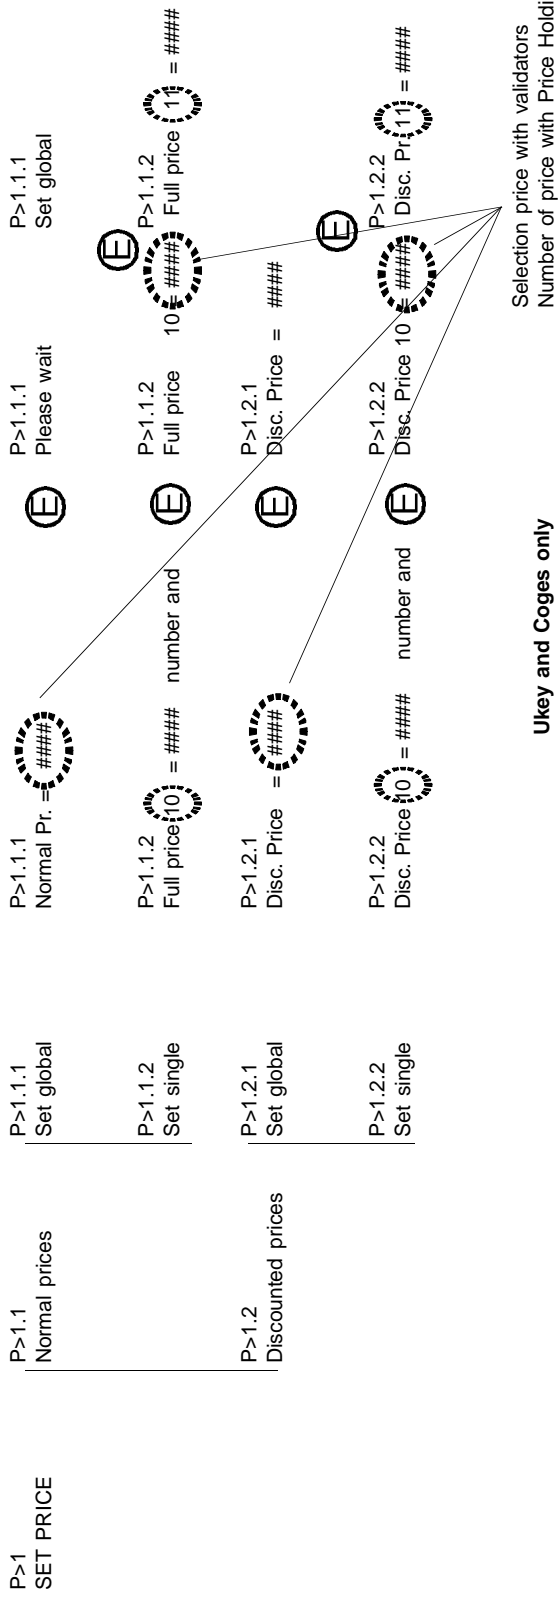 P>1
SET PRICE
P>1.1
Normal prices
P>1.1.1
Set global
P>1.1.1
Normal Pr. = ####
E
P>1.1.1
Please wait
P>1.1.1
Set global
P>1.1.2
Set single
P>1.1.2
Full price 10 = #### number and
E
P>1.1.2
Full price 10 = ####
E
P>1.1.2
Full price 11 = ####
P>1.2
Discounted prices
P>1.2.1
Set global
P>1.2.1
Disc. Price = ####
E
P>1.2.1
Disc. Price = ####
P>1.2.2
Set single
P>1.2.2
Disc. Price 10 = #### number and
E
P>1.2.2
Disc. Price 10 = ####
E
P>1.2.2
Disc. Pr. 11 = ####
Selection price with validators
Number of price with Price Holdi
Ukey and Coges only